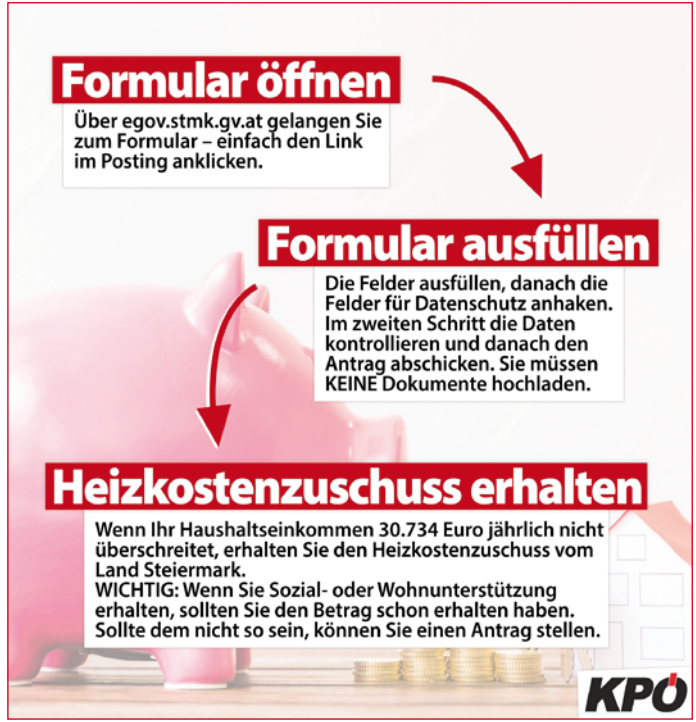 Formular öffnen
Über egov.stmk.gv.at gelangen Sie
zum Formular – einfach den Link
im Posting anklicken.
Formular ausfüllen
Die Felder ausfüllen, danach die
Felder für Datenschutz anhaken.
Im zweiten Schritt die Daten
kontrollieren und danach den
Antrag abschicken. Sie müssen
KEINE Dokumente hochladen.
Heizkostenzuschuss erhalten
Wenn Ihr Haushaltseinkommen 30.734 Euro jährlich nicht
überschreitet, erhalten Sie den Heizkostenzuschuss vom
Land Steiermark.
WICHTIG: Wenn Sie Sozial- oder Wohnunterstützung
erhalten, sollten Sie den Betrag schon erhalten haben.
Sollte dem nicht so sein, können Sie einen Antrag stellen.
KPÖ